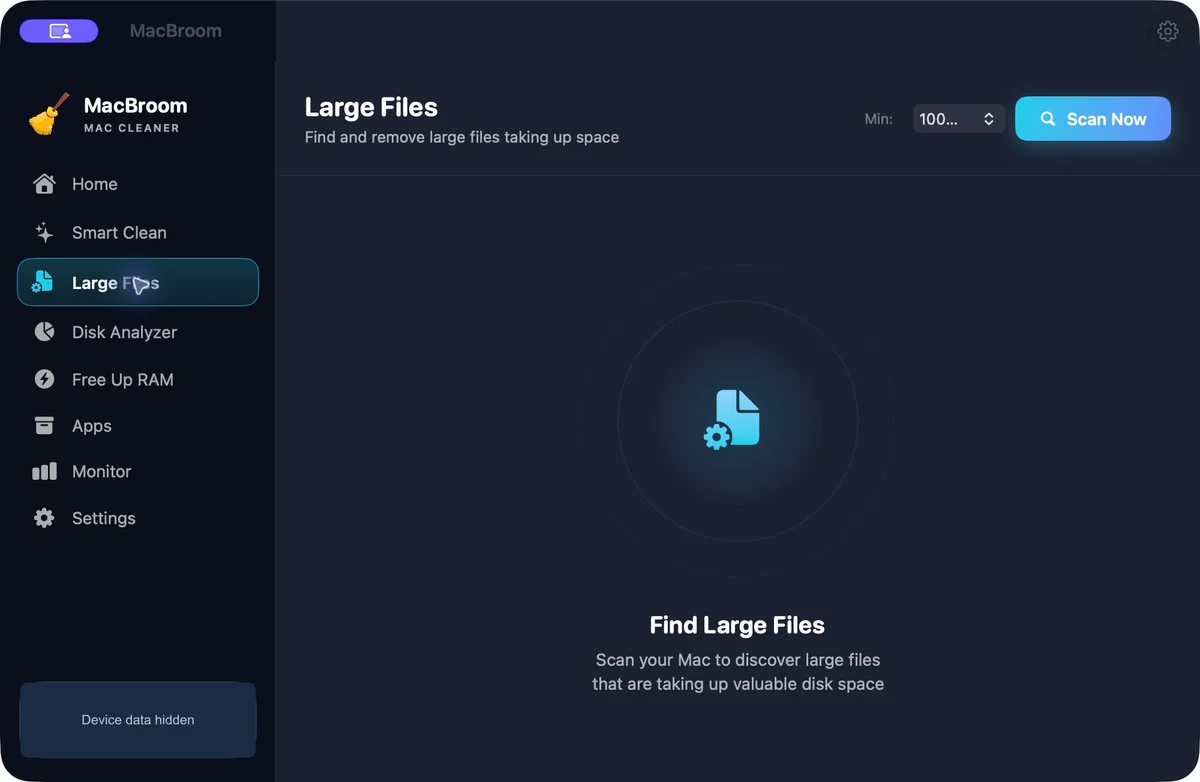 MacBroom
MacBroom
MAC CLEANER
Home
Smart Clean
Large Files
Disk Analyzer
Free Up RAM
Apps
Monitor
Settings
Device data hidden
Large Files
Find and remove large files taking up space
Min:
100...
Scan Now
Find Large Files
Scan your Mac to discover large files
that are taking up valuable disk space